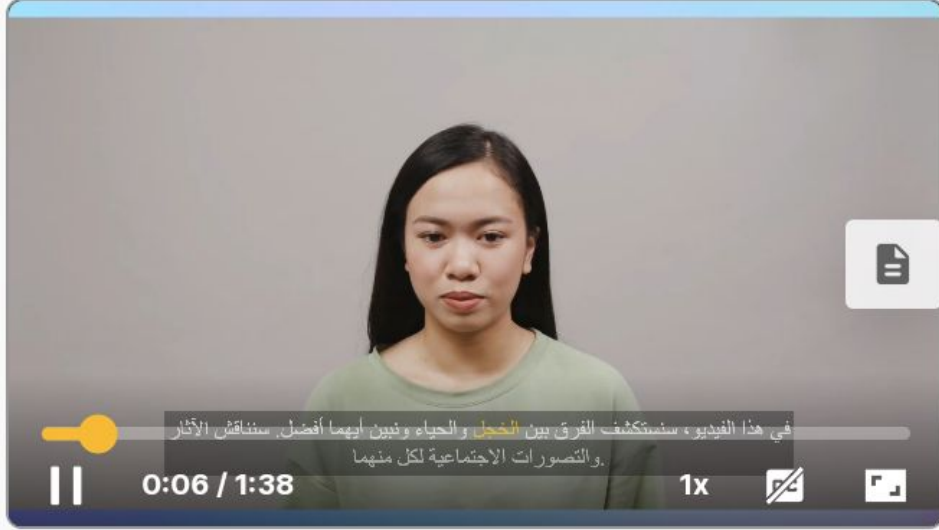 في هذا الفيديو، سنستكشف الفرق بين الخجل والحياء ونبين أيهما أفضل. سنناقش الآثار
والتصورات الاجتماعية لكل منهما.
0:06 / 1:38
1x